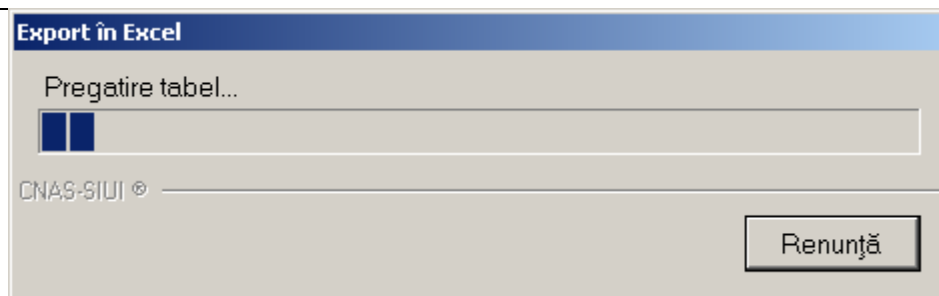 Export în Excel
Pregatire tabel...
CNAS-SIUI ®
Renunţă